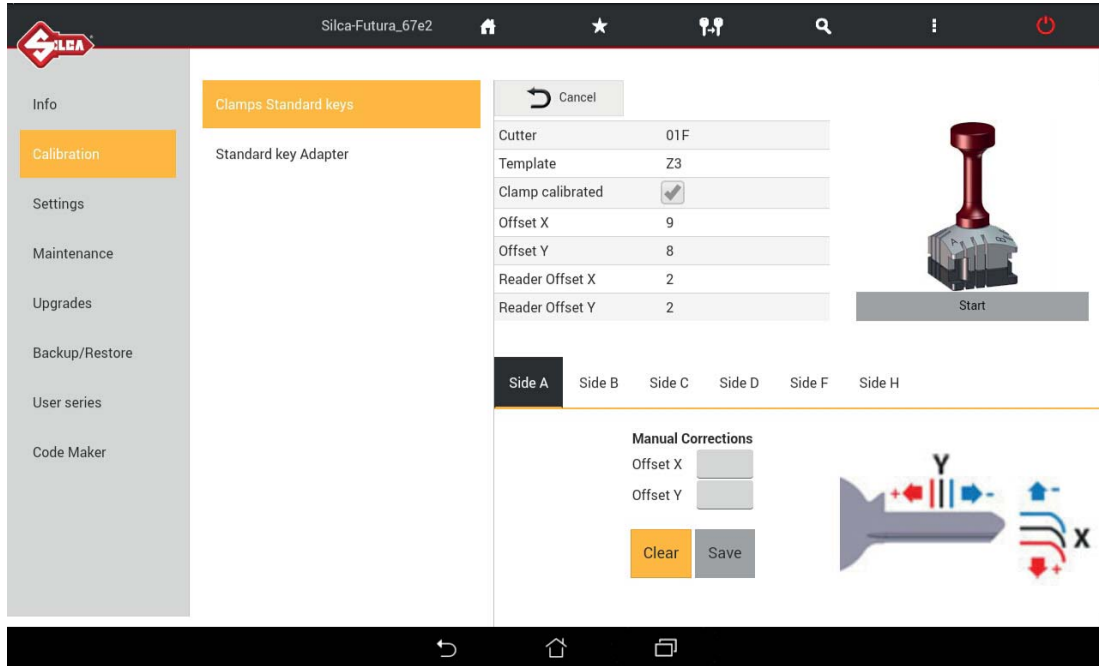 SILCA
Silca-Futura_67e2
Info
Calibration
Settings
Maintenance
Upgrades
Backup/Restore
User series
Code Maker
Clamps Standard keys
Standard key Adapter
Cancel
Cutter 01F
Template Z3
Clamp calibrated
Offset X 9
Offset Y 8
Reader Offset X 2
Reader Offset Y 2
A B
Start
Side A Side B Side C Side D Side F Side H
Manual Corrections
Offset X
Offset Y
Clear Save
Y
+ -
-
X
+